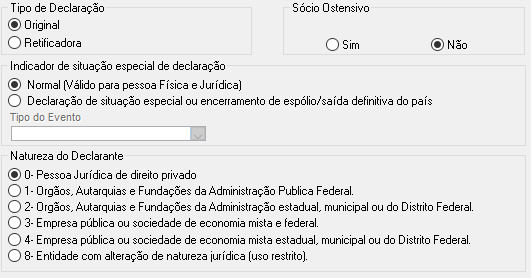 Tipo de Declaração
Original
Retificadora
Sócio Ostensivo
Sim
Não
Indicador de situação especial de declaração
Normal (Válido para pessoa Física e Jurídica)
Declaração de situação especial ou encerramento de espólio/saída definitiva do país
Tipo do Evento
Natureza do Declarante
0- Pessoa Jurídica de direito privado
1- Orgãos, Autarquias e Fundações da Administração Publica Federal.
2- Orgãos, Autarquias e Fundações da Administração estadual, municipal ou do Distrito Federal.
3- Empresa pública ou sociedade de economia mista e federal.
4- Empresa pública ou sociedade de economia mista estadual, municipal ou do Distrito Federal.
8- Entidade com alteração de natureza jurídica (uso restrito).